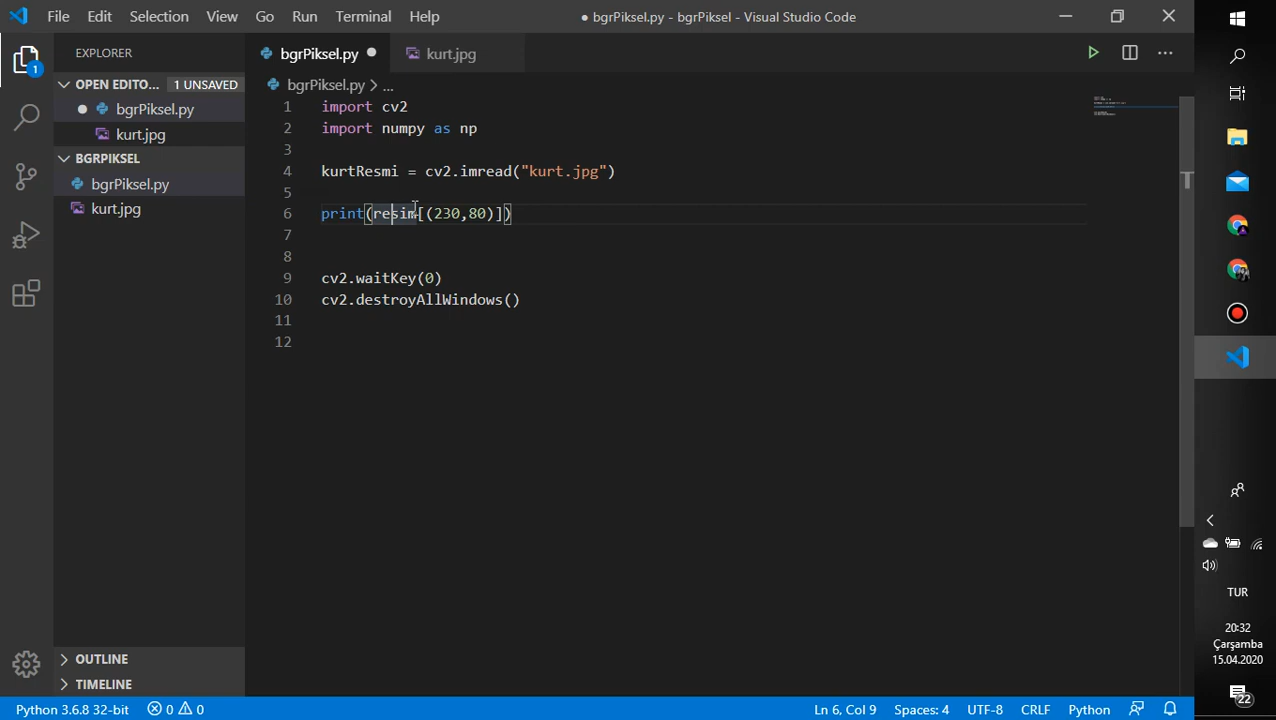 File Edit Selection View Go Run Terminal Help
● bgrPiksel.py - bgrPiksel - Visual Studio Code
EXPLORER
OPEN EDITO... 1 UNSAVED
bgrPiksel.py
kurt.jpg
BGRPIKSEL
bgrPiksel.py
kurt.jpg
OUTLINE
TIMELINE
1
bgrPiksel.py
kurt.jpg
bgrPiksel.py > ...
1 import cv2
2 import numpy as np
3
4 kurtResmi = cv2.imread("kurt.jpg")
5
6 print(resim[(230,80)])
7
8
9 cv2.waitKey(0)
10 cv2.destroyAllWindows()
11
12
Python 3.6.8 32-bit 0 0
Ln 6, Col 9 Spaces: 4 UTF-8 CRLF Python
TUR
20:32
Çarşamba
15.04.2020
22